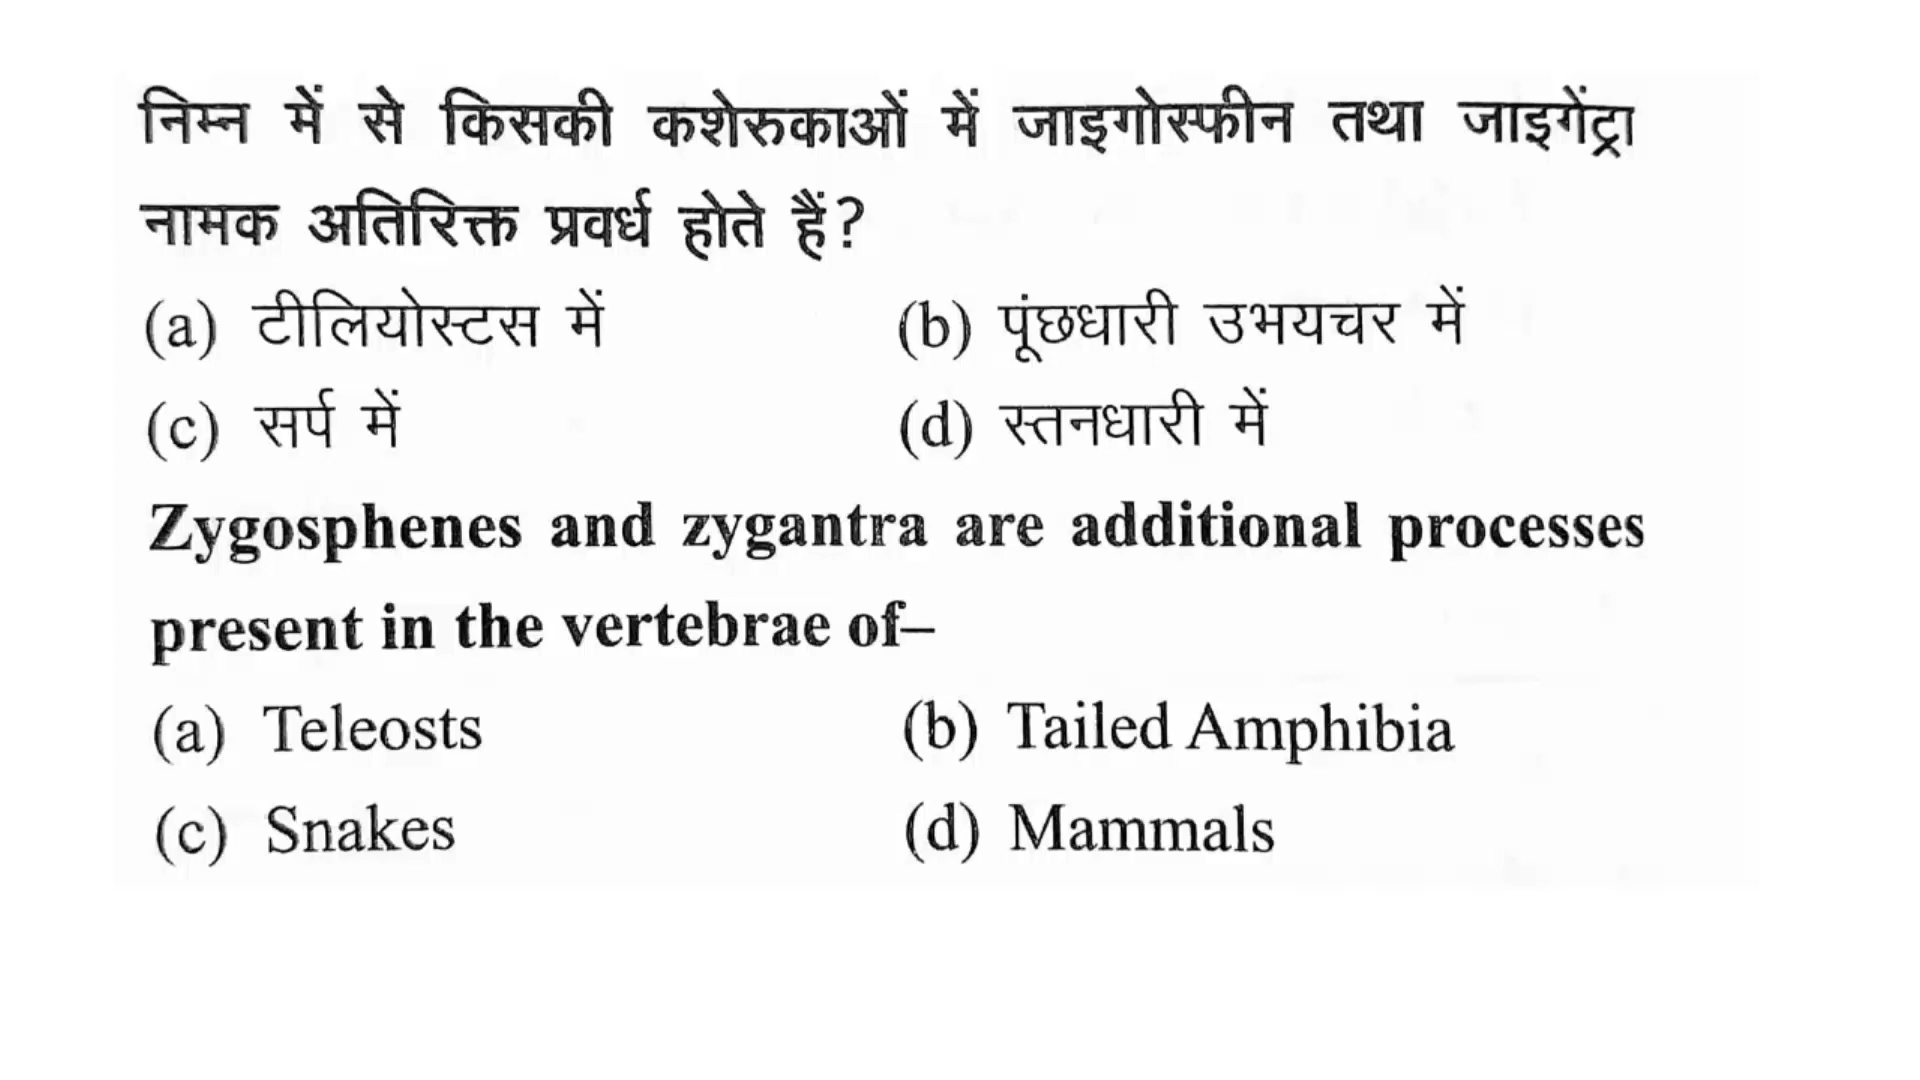 निम्न में से किसकी कशेरुकाओं में जाइगोस्फीन तथा जाइगेंट्रा
नामक अतिरिक्त प्रवर्ध होते हैं?
(a) टीलियोस्टस में (b) पूंछधारी उभयचर में
(c) सर्प में (d) स्तनधारी में
Zygosphenes and zygantra are additional processes
present in the vertebrae of–
(a) Teleosts (b) Tailed Amphibia
(c) Snakes (d) Mammals